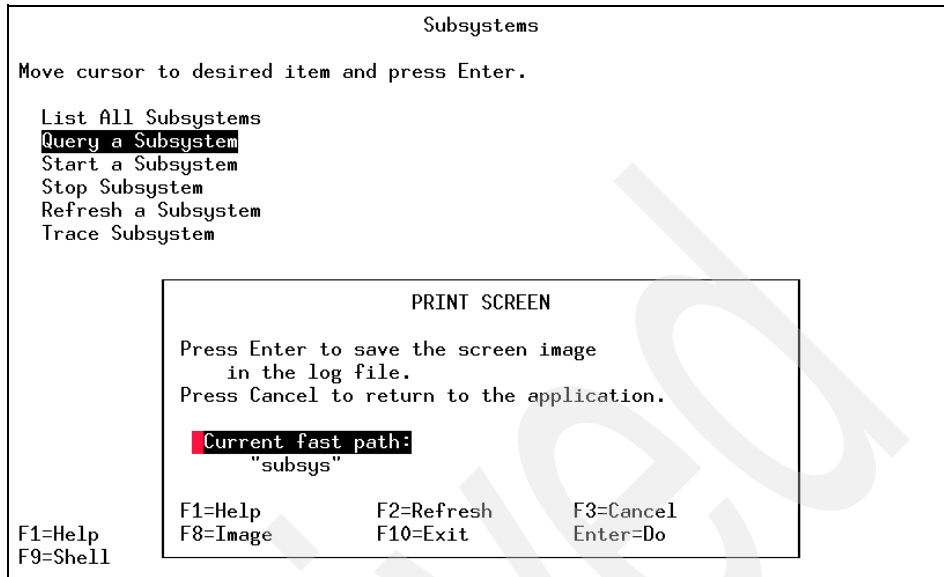 Subsystems
Move cursor to desired item and press Enter.
List All Subsystems
Query a Subsystem
Start a Subsystem
Stop Subsystem
Refresh a Subsystem
Trace Subsystem
PRINT SCREEN
Press Enter to save the screen image
in the log file.
Press Cancel to return to the application.
Current fast path:
"subsys"
F1=Help F2=Refresh F3=Cancel
F8=Image F10=Exit Enter=Do
F1=Help
F9=Shell